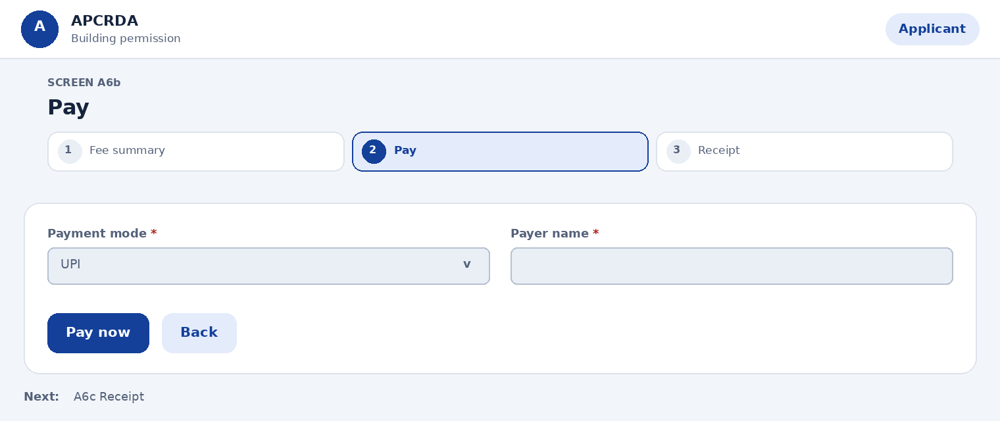 A
APCRDA
Building permission
Applicant
SCREEN A6b
Pay
1 Fee summary
2 Pay
3 Receipt
Payment mode *
Payer name *
UPI v
Pay now
Back
Next: A6c Receipt